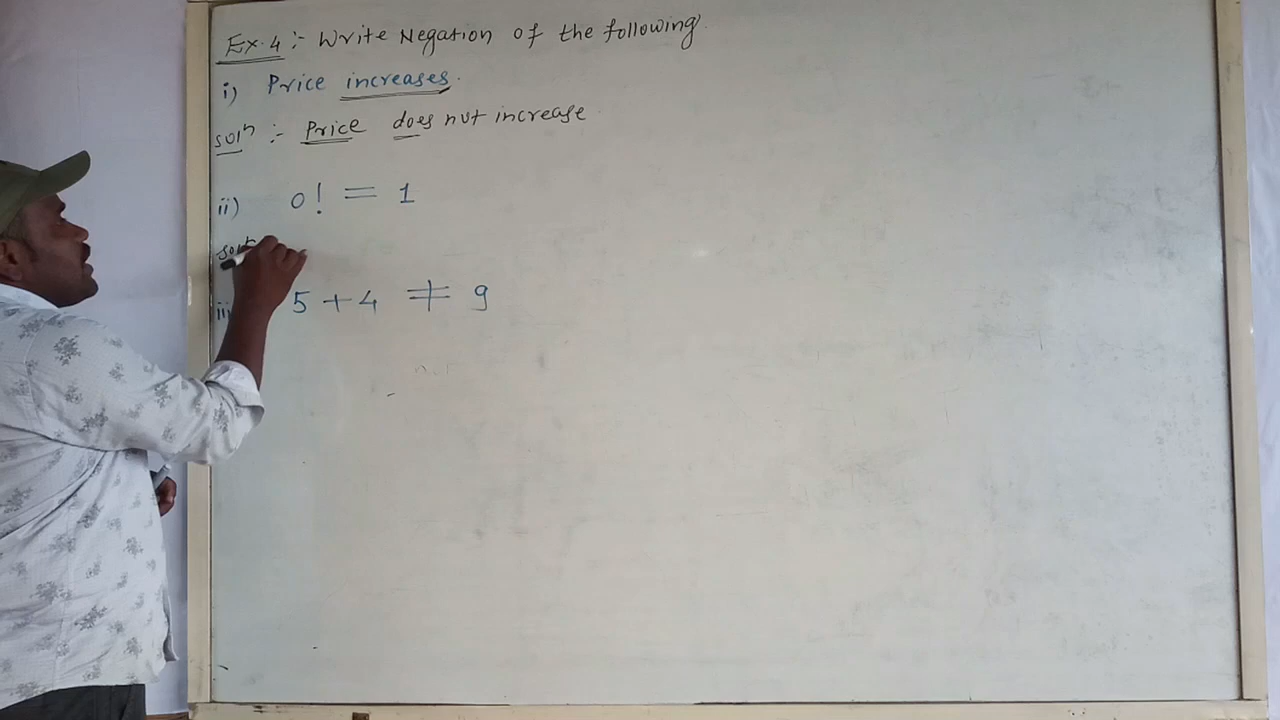 Ex.4 :- Write Negation of the following.
i) Price increases.
soln :- Price does not increase
ii) 0! = 1
soln
5 + 4 ≠ 9